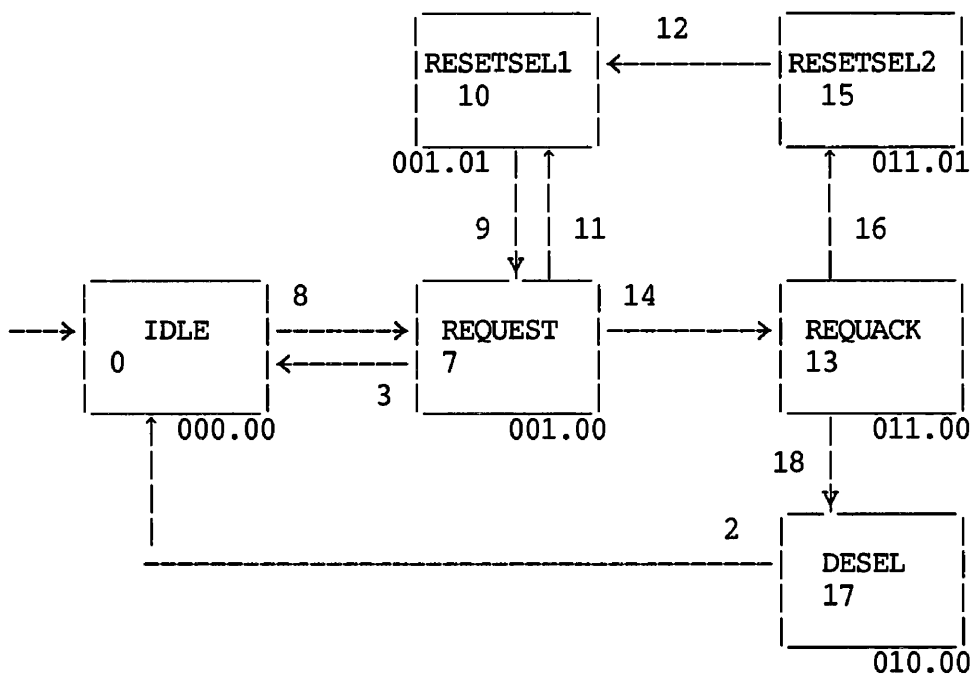 12
RESETSEL1 RESETSEL2
10 15
001.01 011.01
9 11 16
8 14
IDLE REQUEST REQUACK
0 7 13
3
000.00 001.00 011.00
18
2
DESEL
17
010.00